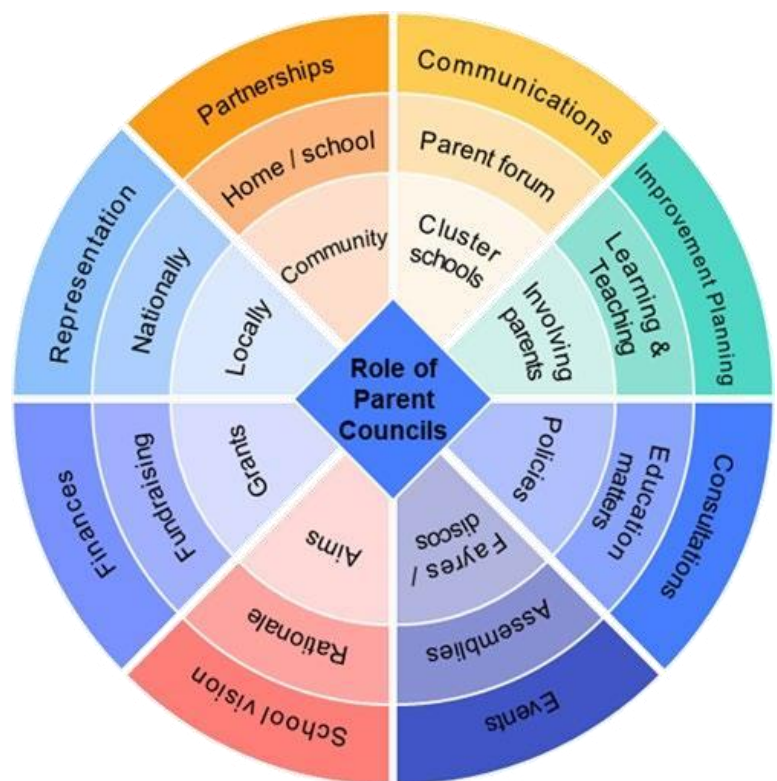 Role of
Parent
Councils
Communications
Parent forum
Cluster
schools
Improvement Planning
Learning &
Teaching
Involving
parents
Consultations
Education
matters
Policies
Events
Assemblies
Fayres /
discos
School vision
Rationale
Aims
Finances
Fundraising
Grants
Representation
Nationally
Locally
Partnerships
Home / school
Community